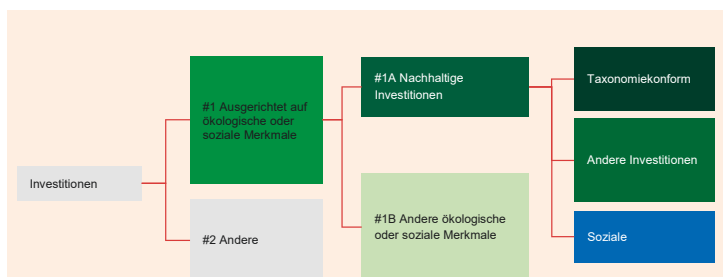 Investitionen
#1 Ausgerichtet auf
ökologische oder
soziale Merkmale
#2 Andere
#1A Nachhaltige
Investitionen
#1B Andere ökologische
oder soziale Merkmale
Taxonomiekonform
Andere Investitionen
Soziale